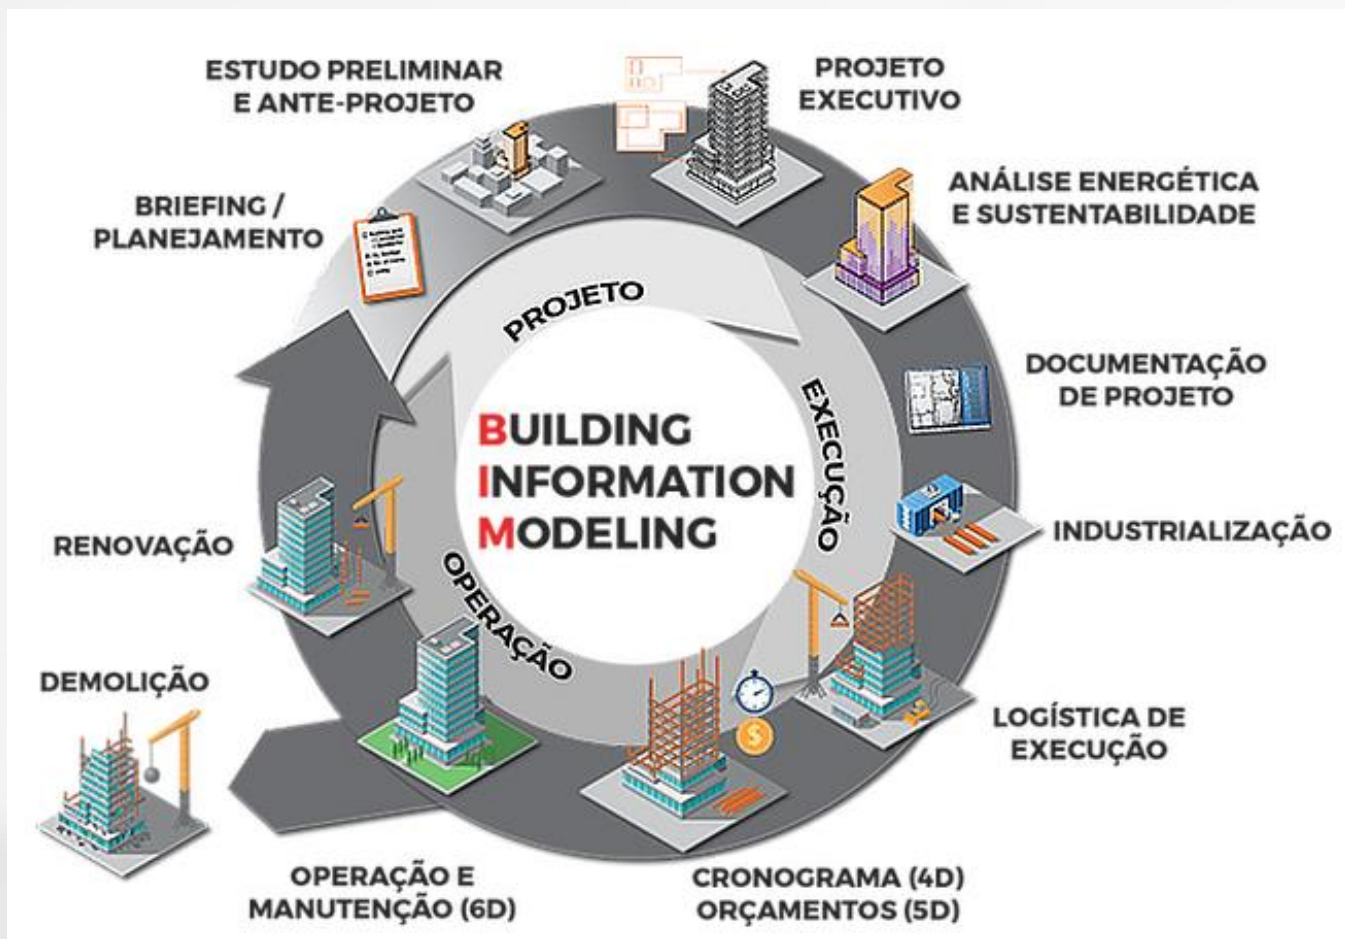 ESTUDO PRELIMINAR
E ANTE-PROJETO
PROJETO
EXECUTIVO
ANÁLISE ENERGÉTICA
E SUSTENTABILIDADE
BRIEFING /
PLANEJAMENTO
PROJETO
DOCUMENTAÇÃO
DE PROJETO
EXECUÇÃO
BUILDING
INFORMATION
MODELING
INDUSTRIALIZAÇÃO
RENOVAÇÃO
OPERAÇÃO
DEMOLIÇÃO
LOGÍSTICA DE
EXECUÇÃO
$
OPERAÇÃO E
MANUTENÇÃO (6D)
CRONOGRAMA (4D)
ORÇAMENTOS (5D)